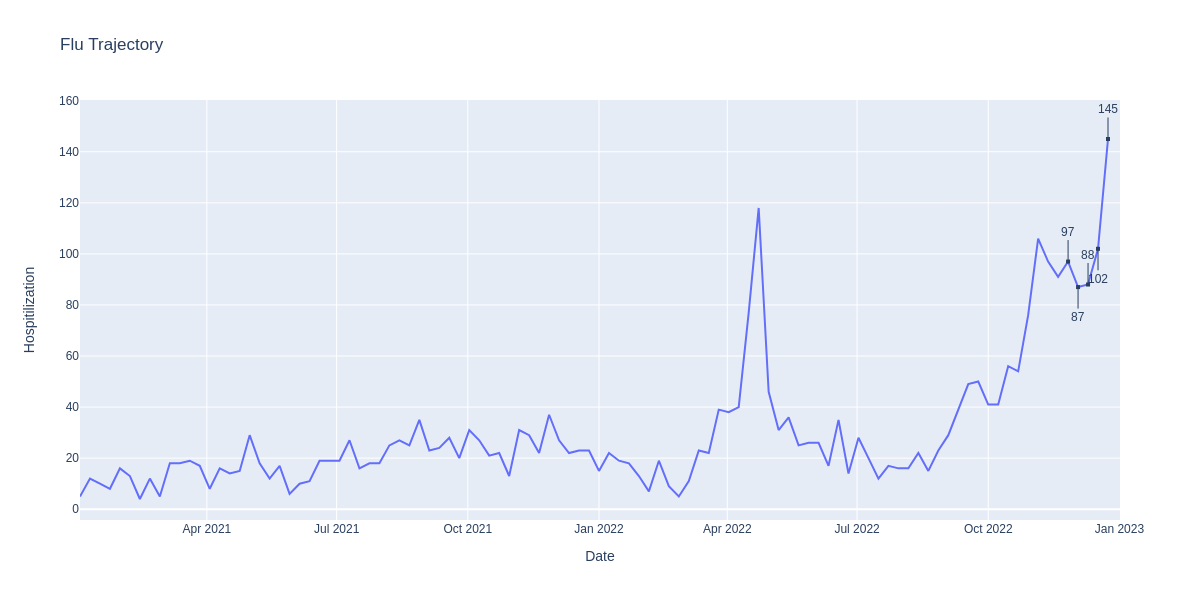 Flu Trajectory
160
140
120
100
80
60
40
20
0
Hospitilization
145
97
88
102
87
Apr 2021
Jul 2021
Oct 2021
Jan 2022
Apr 2022
Jul 2022
Oct 2022
Jan 2023
Date